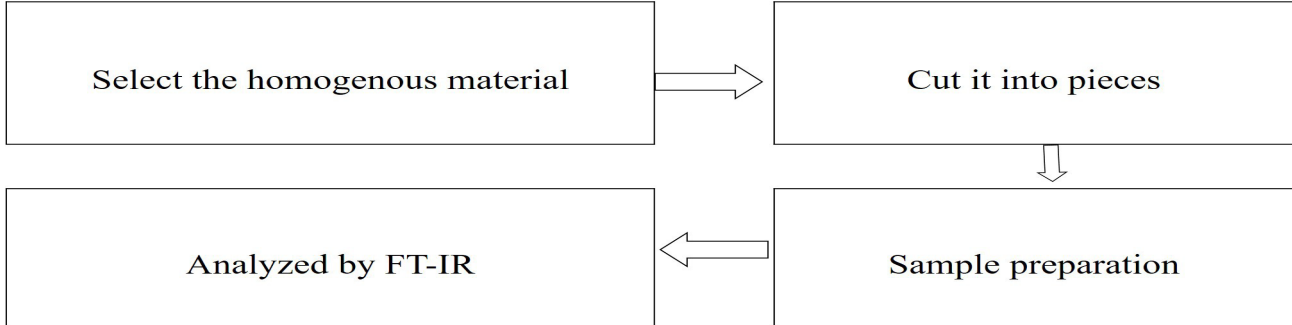 Select the homogenous material
Cut it into pieces
Sample preparation
Analyzed by FT-IR